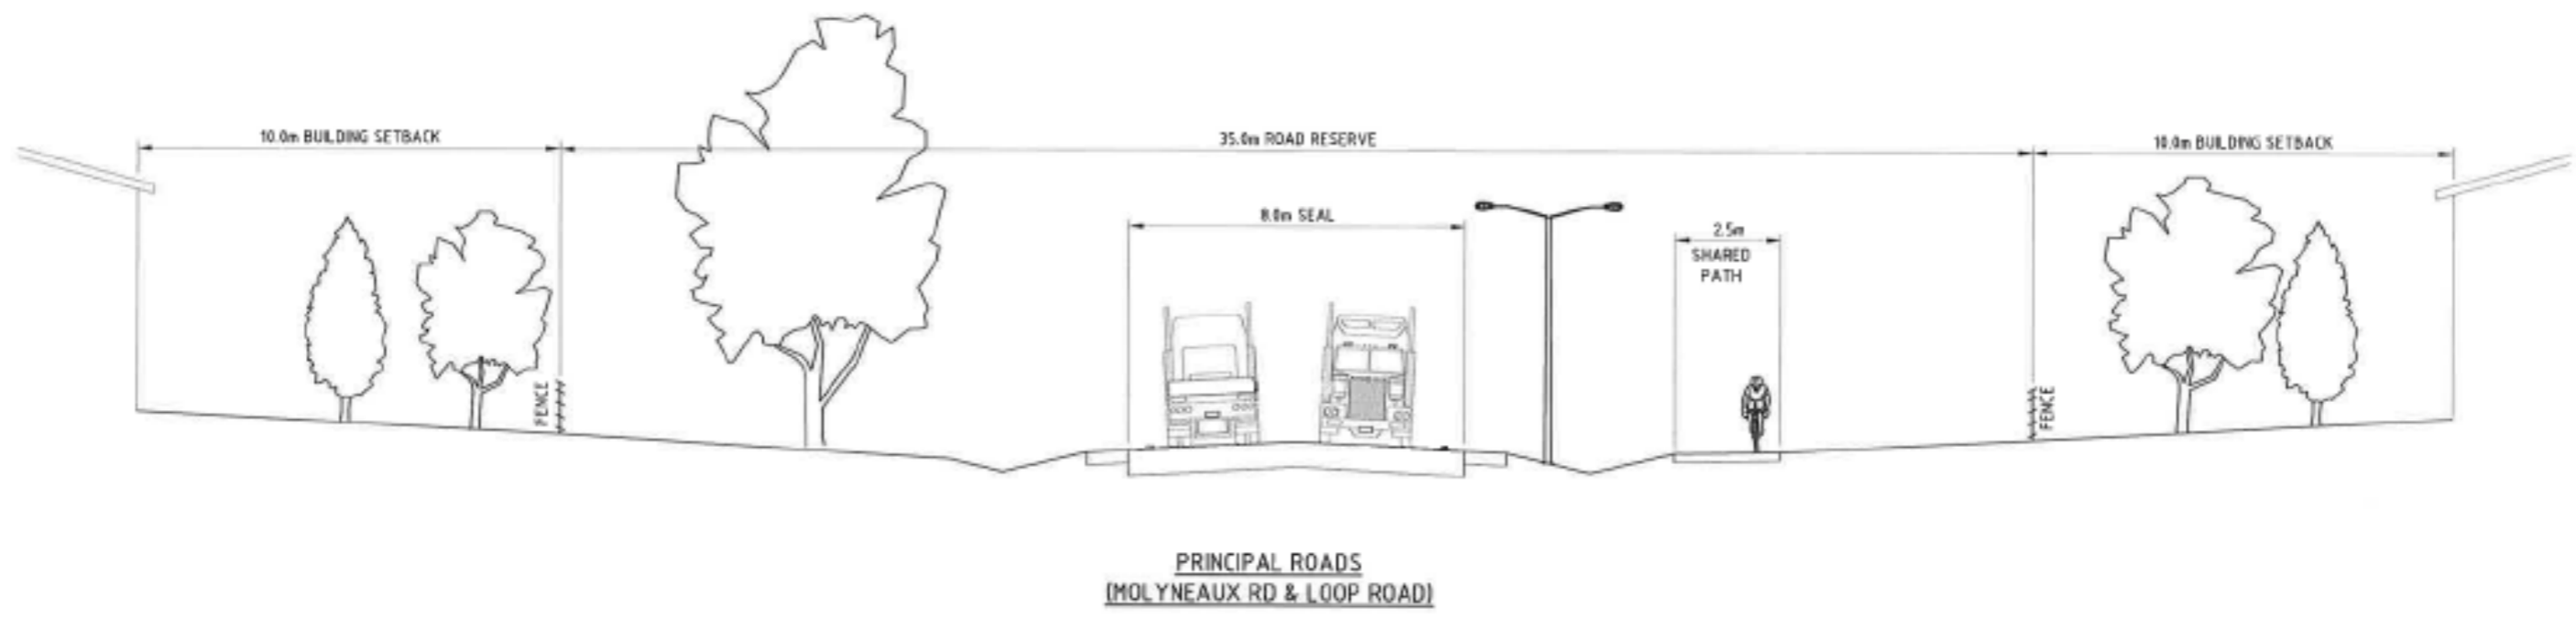 10.0m BUILDING SETBACK
35.0m ROAD RESERVE
10.0m BUILDING SETBACK
8.0m SEAL
2.5m
SHARED
PATH
FENCE
FENCE
PRINCIPAL ROADS
(MOLYNEAUX RD & LOOP ROAD)